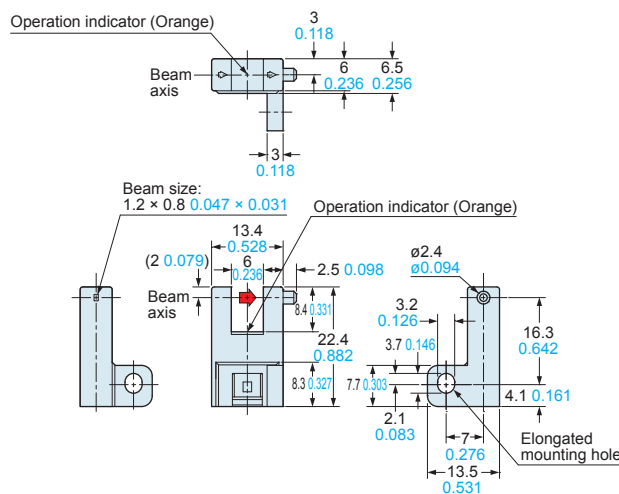 Operation indicator (Orange)
3
0.118
Beam
axis
6
0.236
6.5
0.256
3
0.118
Beam size:
1.2 × 0.8 0.047 × 0.031
Operation indicator (Orange)
13.4
0.528
(2 0.079)
6
0.236
2.5 0.098
Beam
axis
8.4 0.331
22.4
0.882
8.3 0.327
ø2.4
ø0.094
3.2
0.126
3.7 0.146
7.7 0.303
16.3
0.642
4.1 0.161
2.1
0.083
7
0.276
Elongated
mounting hole
13.5
0.531